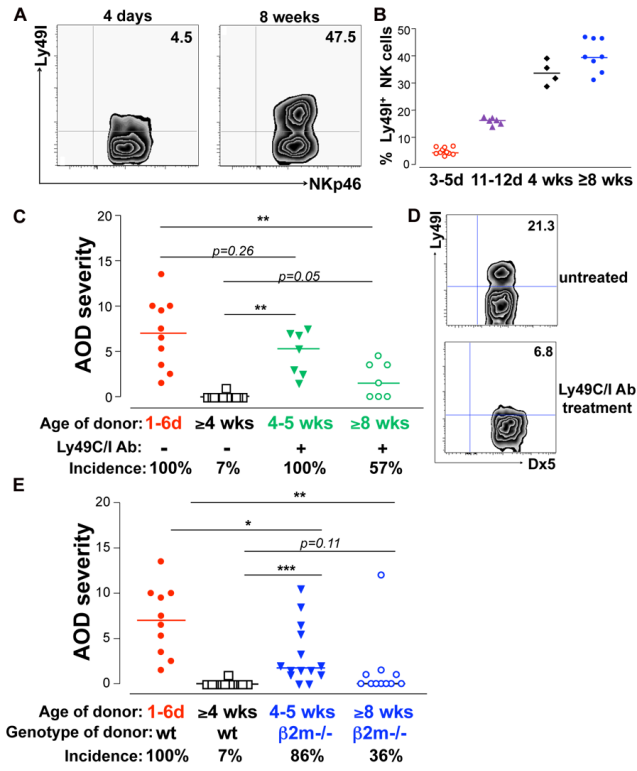 A
4 days
8 weeks
Ly49I
4.5
47.5
NKp46
B
% Ly49I+ NK cells
50
40
30
20
10
0
3-5d 11-12d 4 wks ≥8 wks
C
AOD severity
20
15
10
5
0
**
p=0.26
p=0.05
**
Age of donor: 1-6d ≥4 wks 4-5 wks ≥8 wks
Ly49C/I Ab: - - + +
Incidence: 100% 7% 100% 57%
D
Ly49I
21.3
untreated
6.8
Ly49C/I Ab
treatment
Dx5
E
AOD severity
20
15
10
5
0
**
*
p=0.11
***
Age of donor: 1-6d ≥4 wks 4-5 wks ≥8 wks
Genotype of donor: wt wt β2m-/- β2m-/-
Incidence: 100% 7% 86% 36%